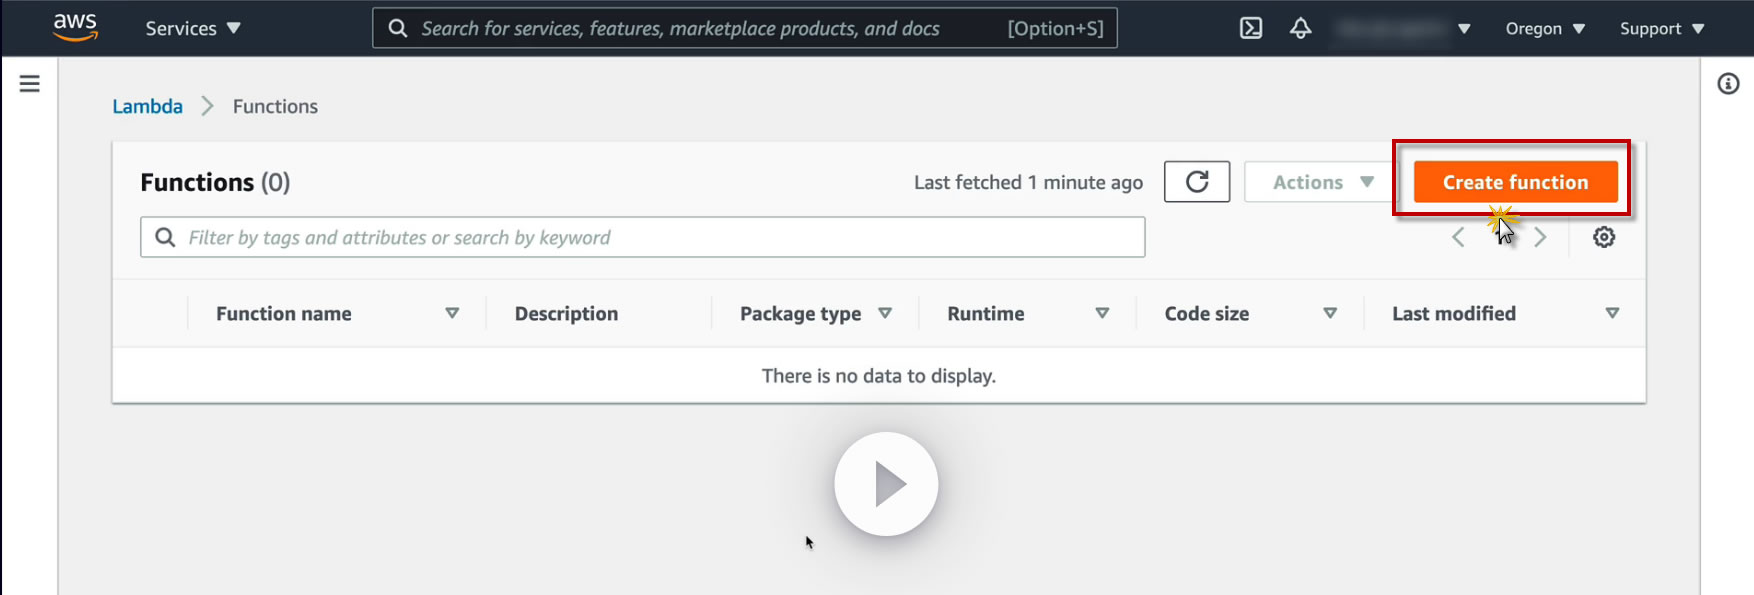 aws Services Search for services, features, marketplace products, and docs [Option+S] Oregon Support
Lambda Functions
Functions (0) Last fetched 1 minute ago Actions Create function
Filter by tags and attributes or search by keyword
Function name Description Package type Runtime Code size Last modified
There is no data to display.